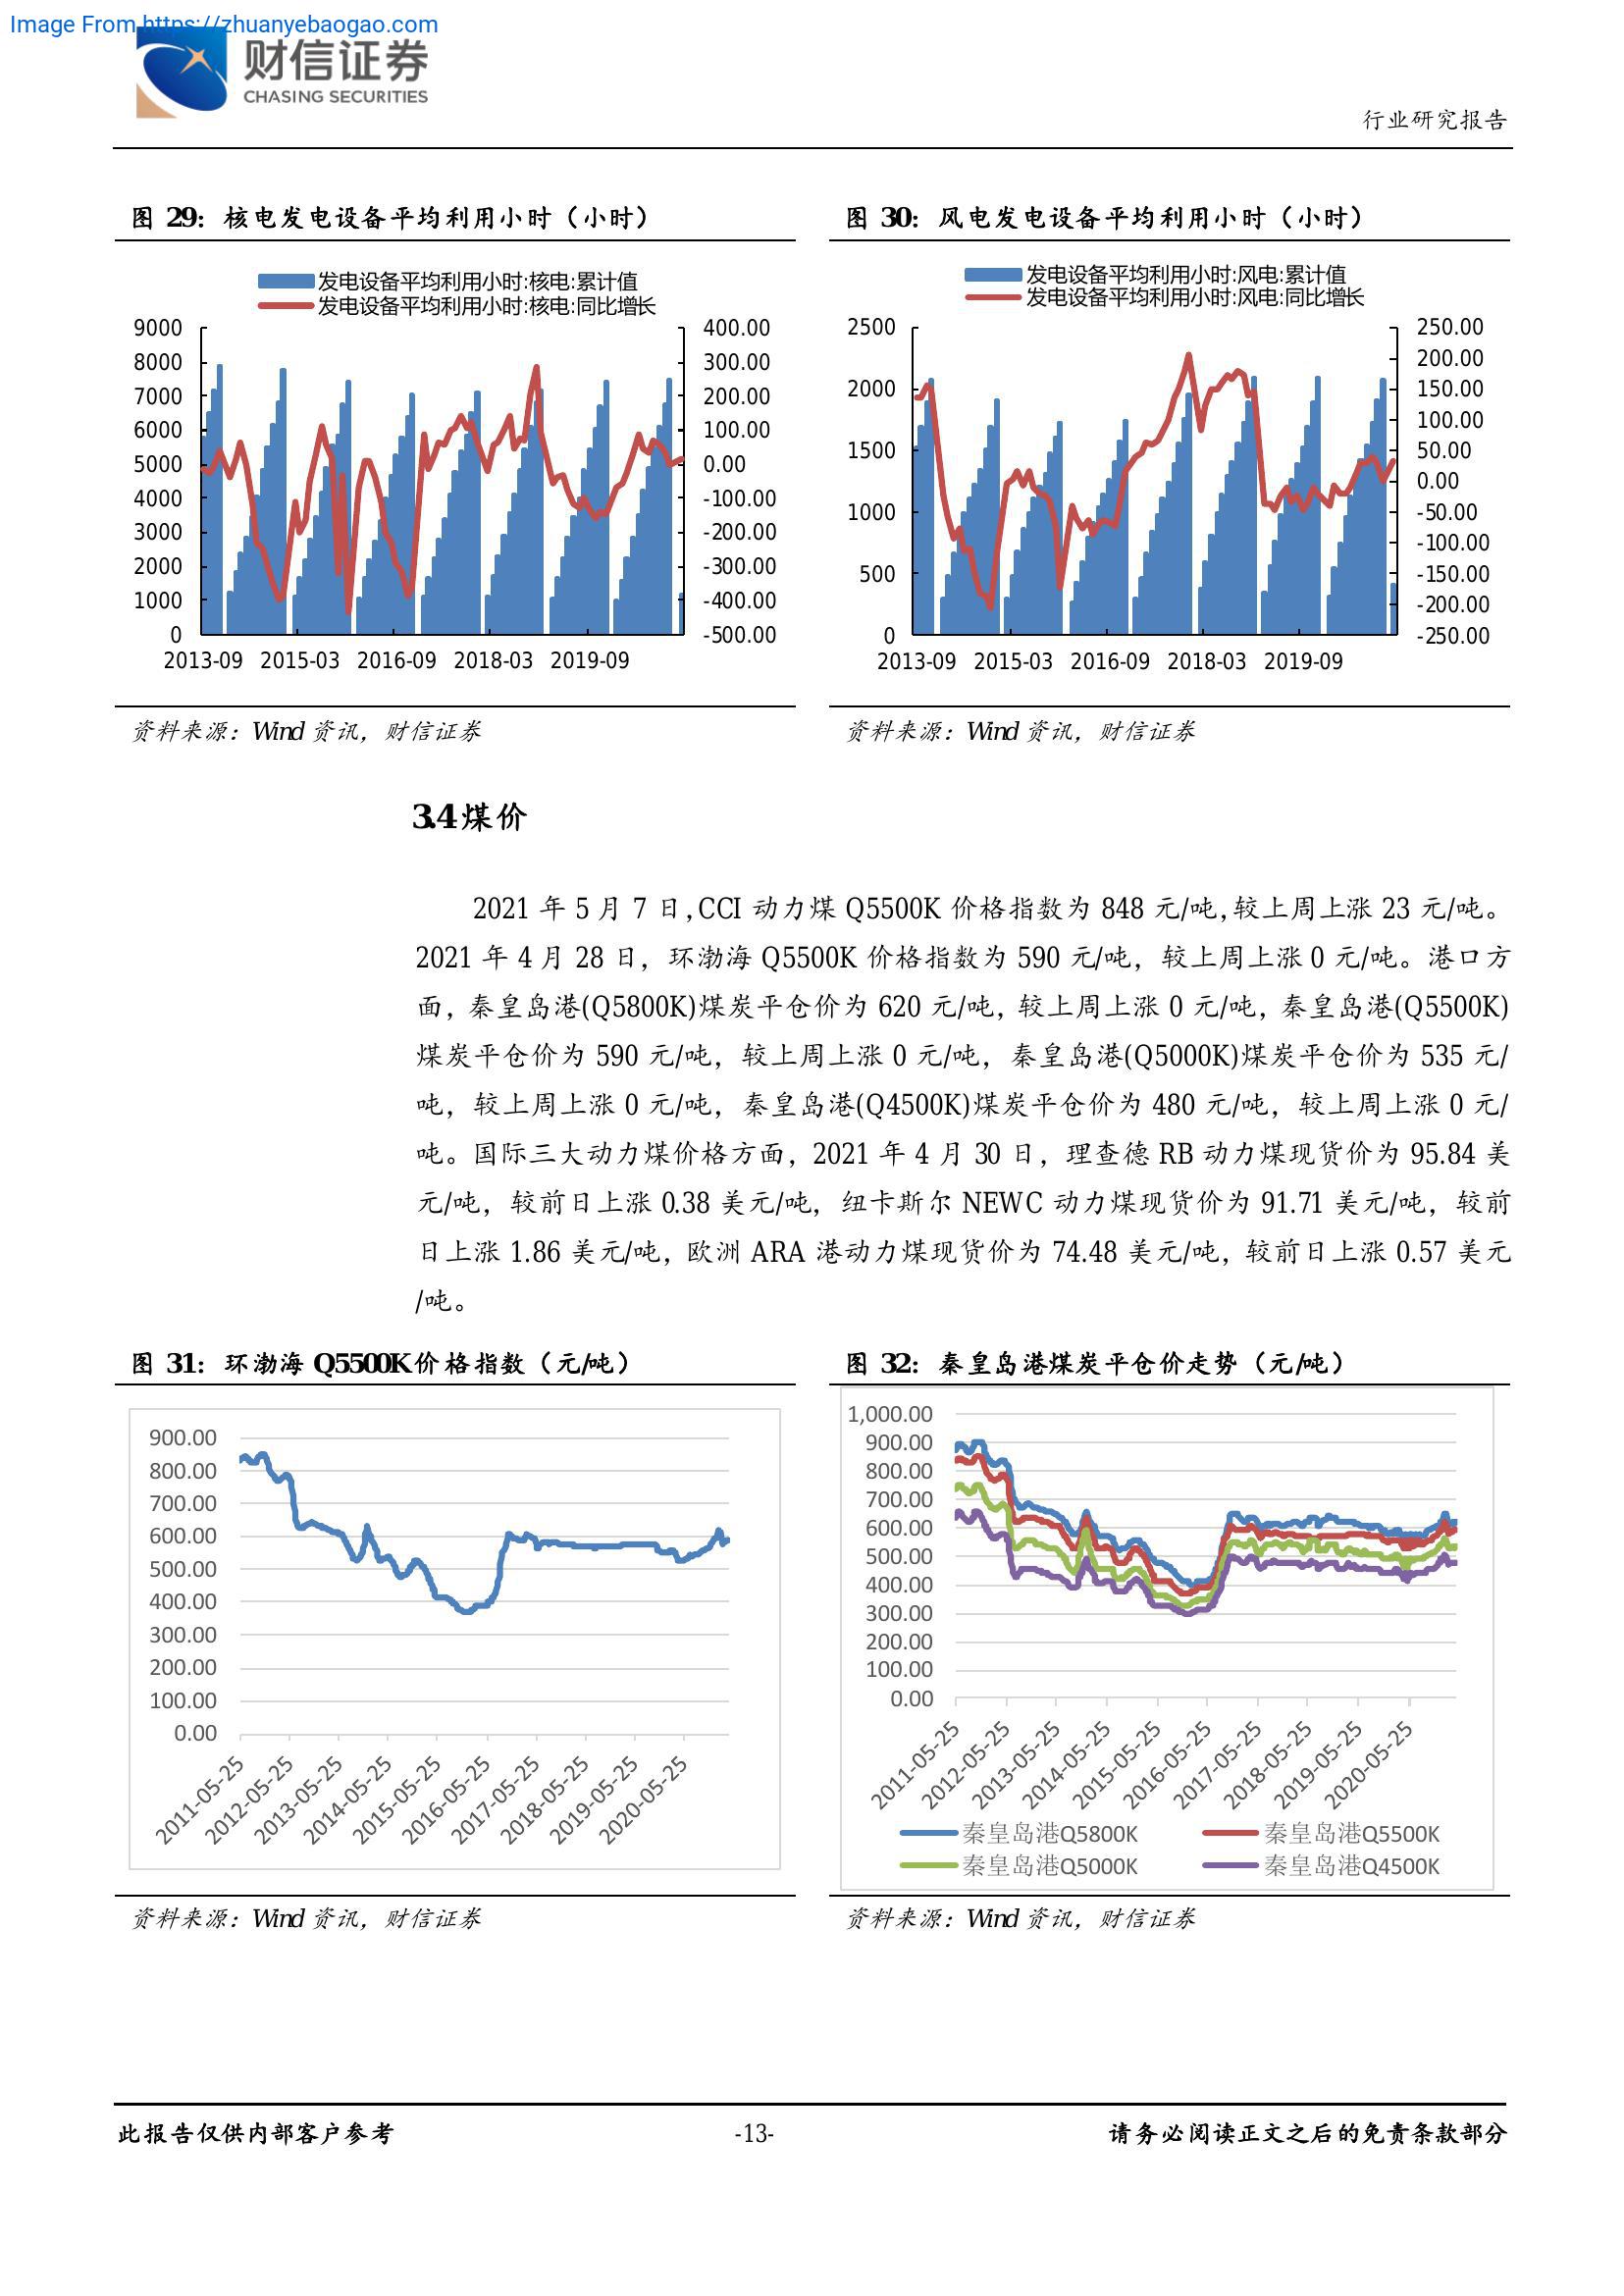 Image From https://zhuanyebaogao.com
财信证券
CHASING SECURITIES
行业研究报告
图 29：核电发电设备平均利用小时（小时）
发电设备平均利用小时:核电:累计值
发电设备平均利用小时:核电:同比增长
9000
8000
7000
6000
5000
4000
3000
2000
1000
0
400.00
300.00
200.00
100.00
0.00
-100.00
-200.00
-300.00
-400.00
-500.00
2013-09 2015-03 2016-09 2018-03 2019-09
资料来源：Wind 资讯，财信证券
图 30：风电发电设备平均利用小时（小时）
发电设备平均利用小时:风电:累计值
发电设备平均利用小时:风电:同比增长
2500
2000
1500
1000
500
0
250.00
200.00
150.00
100.00
50.00
0.00
-50.00
-100.00
-150.00
-200.00
-250.00
2013-09 2015-03 2016-09 2018-03 2019-09
资料来源：Wind 资讯，财信证券
3.4 煤价
2021 年 5 月 7 日，CCI 动力煤 Q5500K 价格指数为 848 元/吨，较上周上涨 23 元/吨。
2021 年 4 月 28 日，环渤海 Q5500K 价格指数为 590 元/吨，较上周上涨 0 元/吨。港口方
面，秦皇岛港(Q5800K)煤炭平仓价为 620 元/吨，较上周上涨 0 元/吨，秦皇岛港(Q5500K)
煤炭平仓价为 590 元/吨，较上周上涨 0 元/吨，秦皇岛港(Q5000K)煤炭平仓价为 535 元/
吨，较上周上涨 0 元/吨，秦皇岛港(Q4500K)煤炭平仓价为 480 元/吨，较上周上涨 0 元/
吨。国际三大动力煤价格方面，2021 年 4 月 30 日，理查德 RB 动力煤现货价为 95.84 美
元/吨，较前日上涨 0.38 美元/吨，纽卡斯尔 NEWC 动力煤现货价为 91.71 美元/吨，较前
日上涨 1.86 美元/吨，欧洲 ARA 港动力煤现货价为 74.48 美元/吨，较前日上涨 0.57 美元
/吨。
图 31：环渤海 Q5500K 价格指数（元/吨）
900.00
800.00
700.00
600.00
500.00
400.00
300.00
200.00
100.00
0.00
2011-05-25
2012-05-25
2013-05-25
2014-05-25
2015-05-25
2016-05-25
2017-05-25
2018-05-25
2019-05-25
2020-05-25
资料来源：Wind 资讯，财信证券
图 32：秦皇岛港煤炭平仓价走势（元/吨）
1,000.00
900.00
800.00
700.00
600.00
500.00
400.00
300.00
200.00
100.00
0.00
2011-05-25
2012-05-25
2013-05-25
2014-05-25
2015-05-25
2016-05-25
2017-05-25
2018-05-25
2019-05-25
2020-05-25
秦皇岛港Q5800K 秦皇岛港Q5500K
秦皇岛港Q5000K 秦皇岛港Q4500K
资料来源：Wind 资讯，财信证券
此报告仅供内部客户参考 -13- 请务必阅读正文之后的免责条款部分